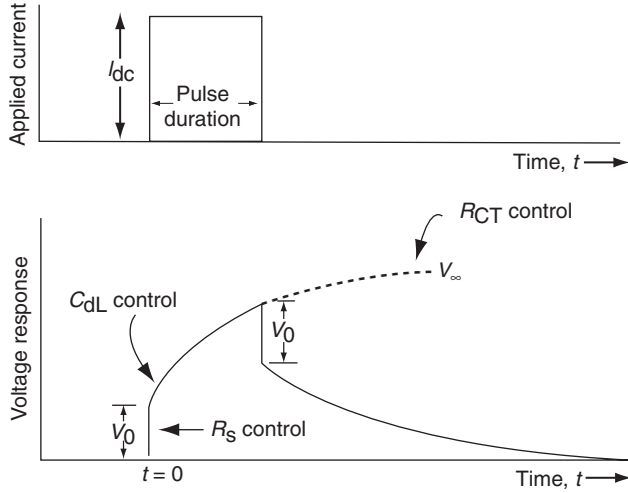 Applied current
I_dc
Pulse
duration
Time, t
Voltage response
R_CT control
V_∞
C_dL control
V_0
V_0
R_s control
t = 0
Time, t